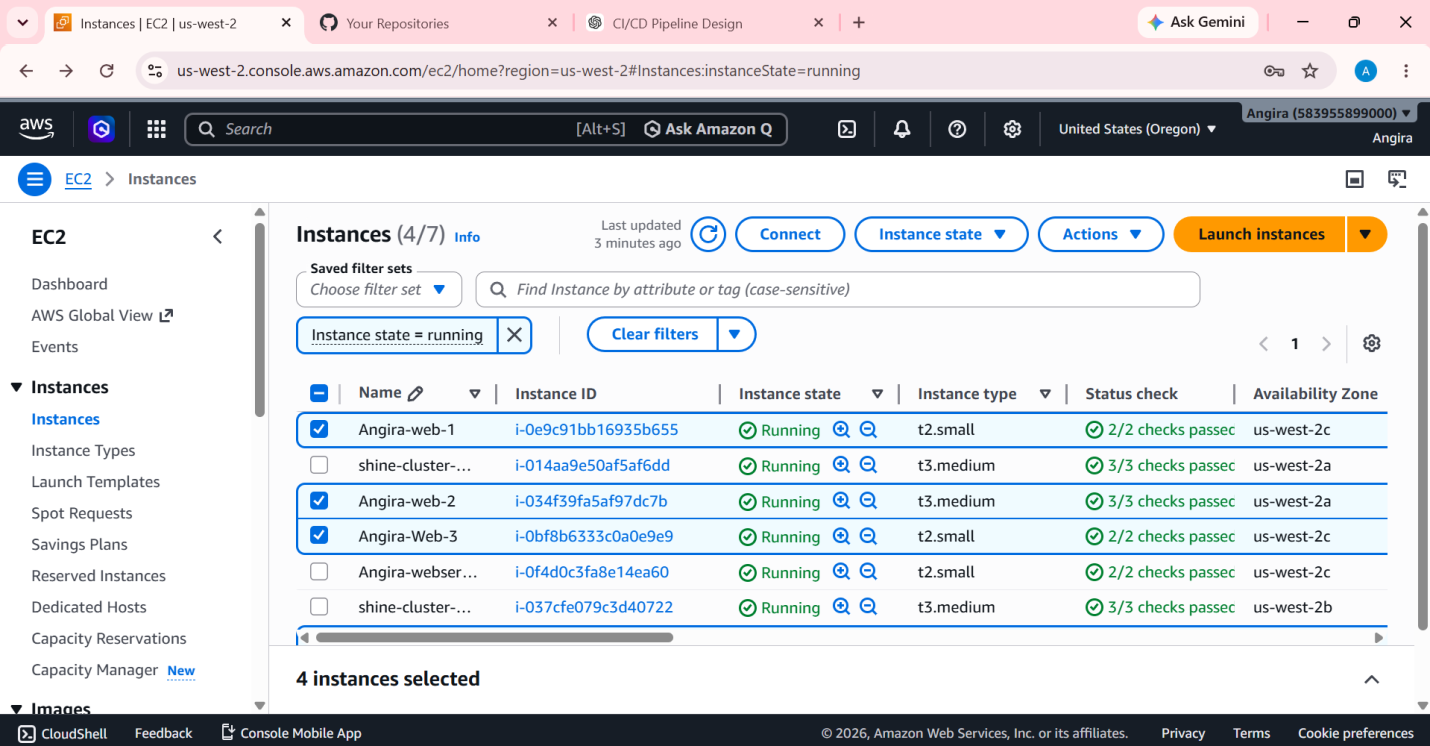 Instances | EC2 | us-west-2
Your Repositories
CI/CD Pipeline Design
Ask Gemini
us-west-2.console.aws.amazon.com/ec2/home?region=us-west-2#Instances:instanceState=running
A
aws
Search
[Alt+S]
Ask Amazon Q
United States (Oregon)
Angira (583955899000)
Angira
EC2
Instances
EC2
Dashboard
AWS Global View
Events
Instances
Instances
Instance Types
Launch Templates
Spot Requests
Savings Plans
Reserved Instances
Dedicated Hosts
Capacity Reservations
Capacity Manager New
Images
Instances (4/7) Info
Last updated
3 minutes ago
Connect
Instance state
Actions
Launch instances
Saved filter sets
Choose filter set
Find Instance by attribute or tag (case-sensitive)
Instance state = running
Clear filters
1
Name Instance ID Instance state Instance type Status check Availability Zone
Angira-web-1 i-0e9c91bb16935b655 Running t2.small 2/2 checks passec us-west-2c
shine-cluster-... i-014aa9e50af5af6dd Running t3.medium 3/3 checks passec us-west-2a
Angira-web-2 i-034f39fa5af97dc7b Running t3.medium 3/3 checks passec us-west-2a
Angira-Web-3 i-0bf8b6333c0a0e9e9 Running t2.small 2/2 checks passec us-west-2c
Angira-webser... i-0f4d0c3fa8e14ea60 Running t2.small 2/2 checks passec us-west-2c
shine-cluster-... i-037cfe079c3d40722 Running t3.medium 3/3 checks passec us-west-2b
4 instances selected
CloudShell
Feedback
Console Mobile App
© 2026, Amazon Web Services, Inc. or its affiliates.
Privacy
Terms
Cookie preferences